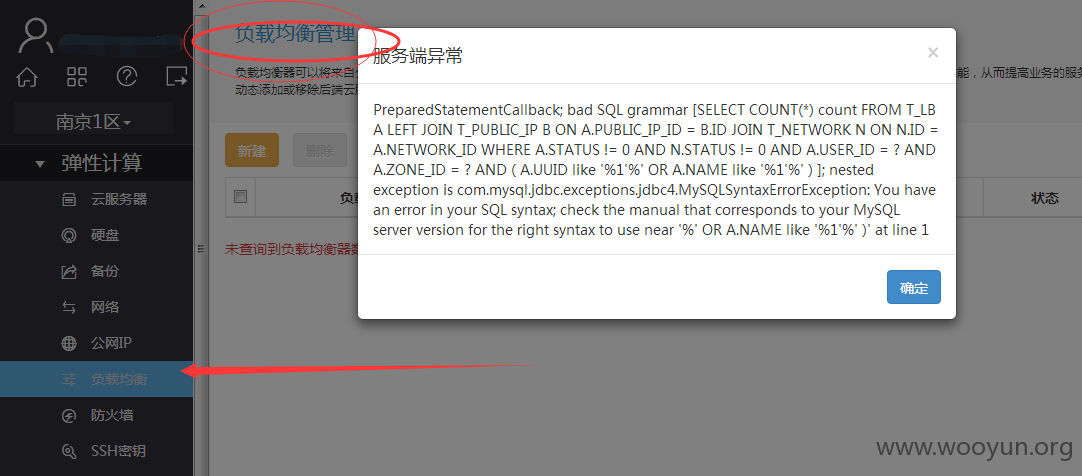 负载均衡管理
负载均衡器可以将来自
能，从而提高业务的服务
动态添加或移除后端云服
南京1区
弹性计算
云服务器
硬盘
备份
网络
公网IP
负载均衡
防火墙
SSH密钥
新建
删除
状态
未查询到负载均衡器数
服务端异常
×
PreparedStatementCallback; bad SQL grammar [SELECT COUNT(*) count FROM T_LB
A LEFT JOIN T_PUBLIC_IP B ON A.PUBLIC_IP_ID = B.ID JOIN T_NETWORK N ON N.ID =
A.NETWORK_ID WHERE A.STATUS != 0 AND N.STATUS != 0 AND A.USER_ID = ? AND
A.ZONE_ID = ? AND ( A.UUID like '%1'%' OR A.NAME like '%1'%' ) ]; nested
exception is com.mysql.jdbc.exceptions.jdbc4.MySQLSyntaxErrorException: You have
an error in your SQL syntax; check the manual that corresponds to your MySQL
server version for the right syntax to use near '%' OR A.NAME like '%1'%' )' at line 1
确定
www.wooyun.org